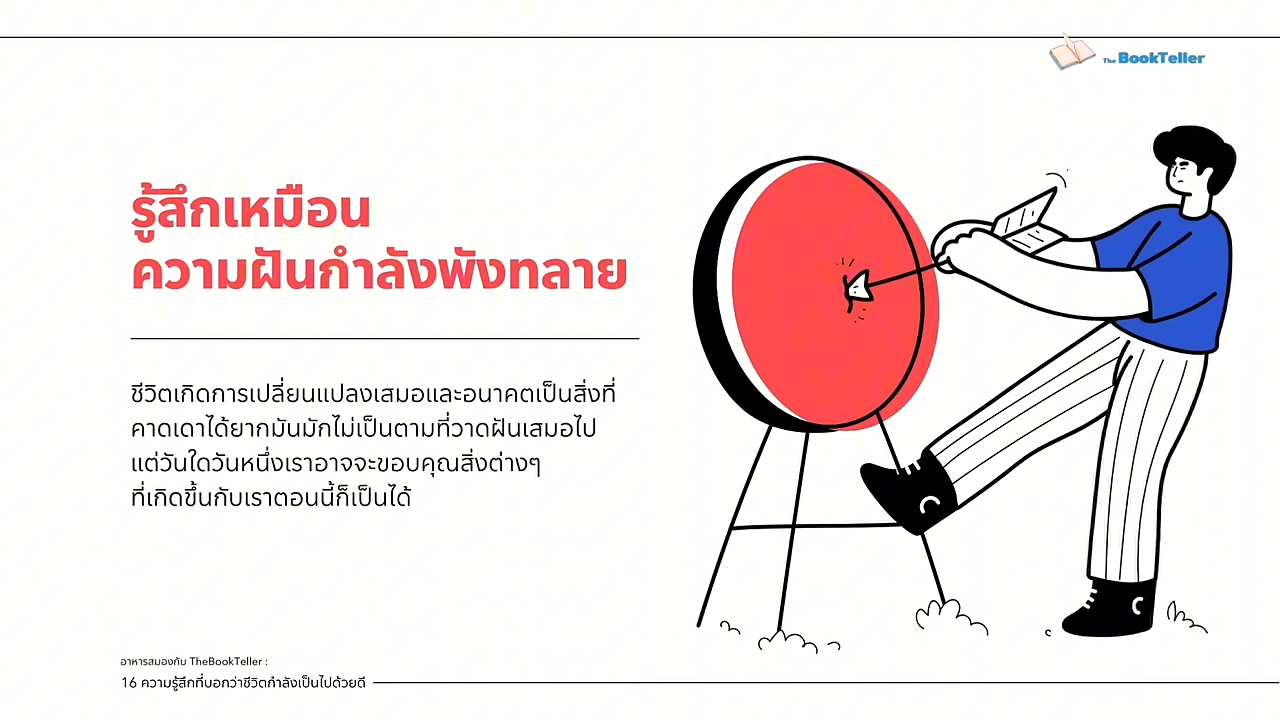 The BookTeller
รู้สึกเหมือน
ความฝันกำลังพังทลาย
ชีวิตเกิดการเปลี่ยนแปลงเสมอและอนาคตเป็นสิ่งที่
คาดเดาได้ยากมันมักไม่เป็นตามที่วาดฝันเสมอไป
แต่วันใดวันหนึ่งเราอาจจะขอบคุณสิ่งต่างๆ
ที่เกิดขึ้นกับเราตอนนี้ก็เป็นได้
อาหารสมองกับ TheBookTeller :
16 ความรู้สึกที่บอกว่าชีวิตกำลังเป็นไปด้วยดี